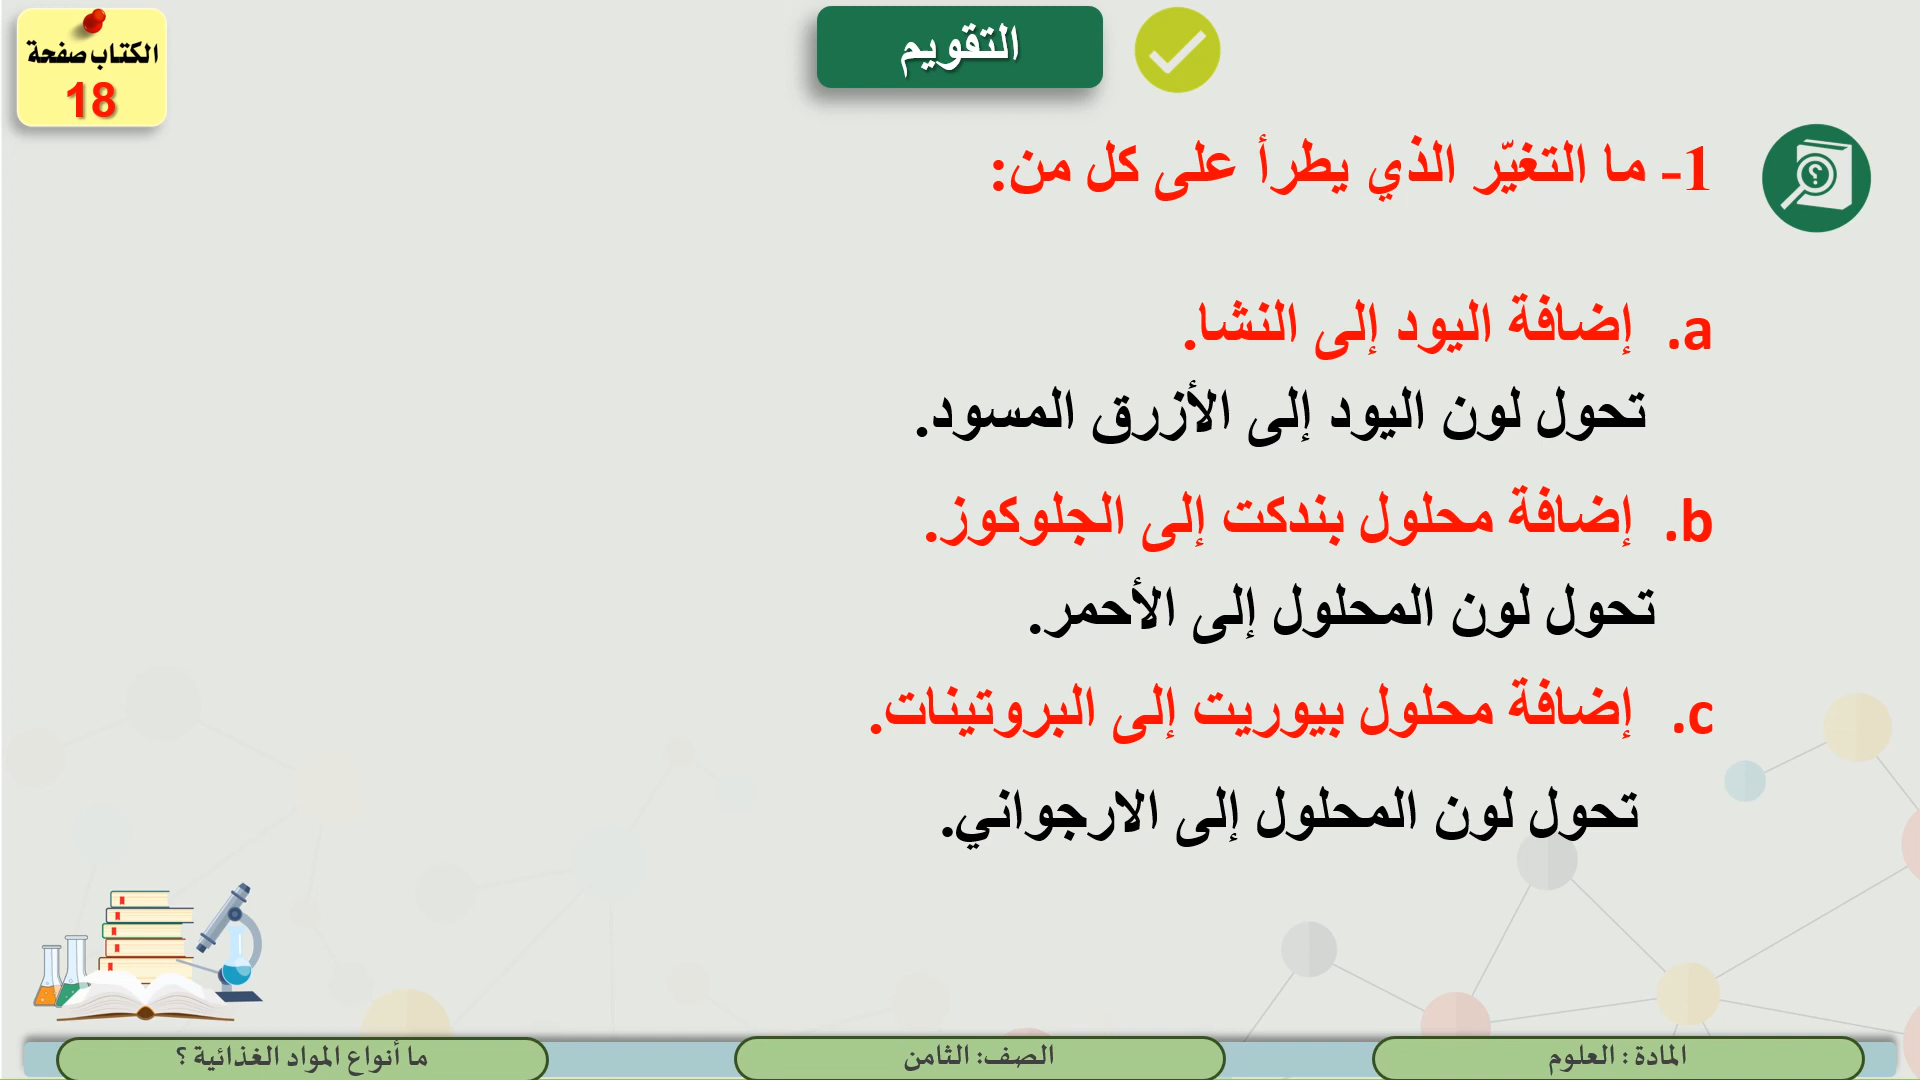 الكتاب صفحة
18
التقويم
1- ما التغيّر الذي يطرأ على كل من:
a. إضافة اليود إلى النشا.
تحول لون اليود إلى الأزرق المسود.
b. إضافة محلول بندكت إلى الجلوكوز.
تحول لون المحلول إلى الأحمر.
c. إضافة محلول بيوريت إلى البروتينات.
تحول لون المحلول إلى الارجواني.
المادة : العلوم
الصف: الثامن
ما أنواع المواد الغذائية ؟